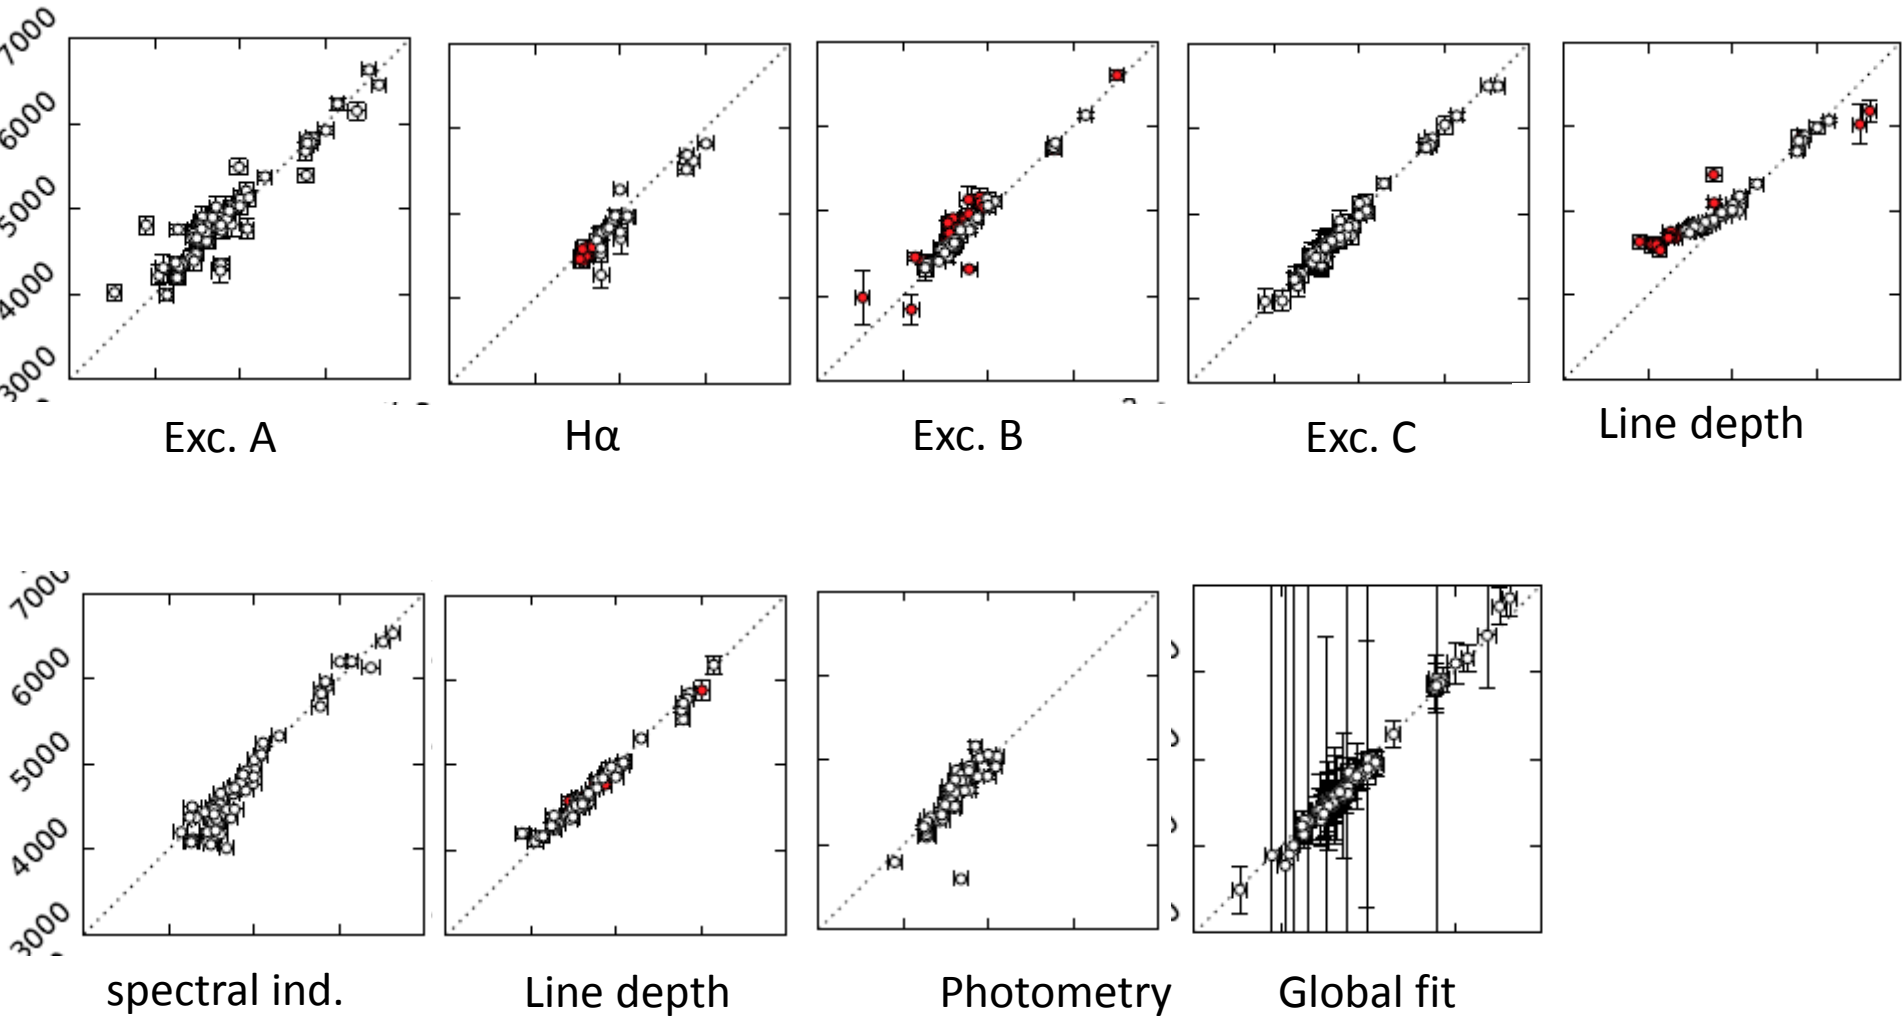 7000
6000
5000
4000
3000
Exc. A
Hα
Exc. B
Exc. C
Line depth
7000
6000
5000
4000
3000
spectral ind.
Line depth
Photometry
Global fit